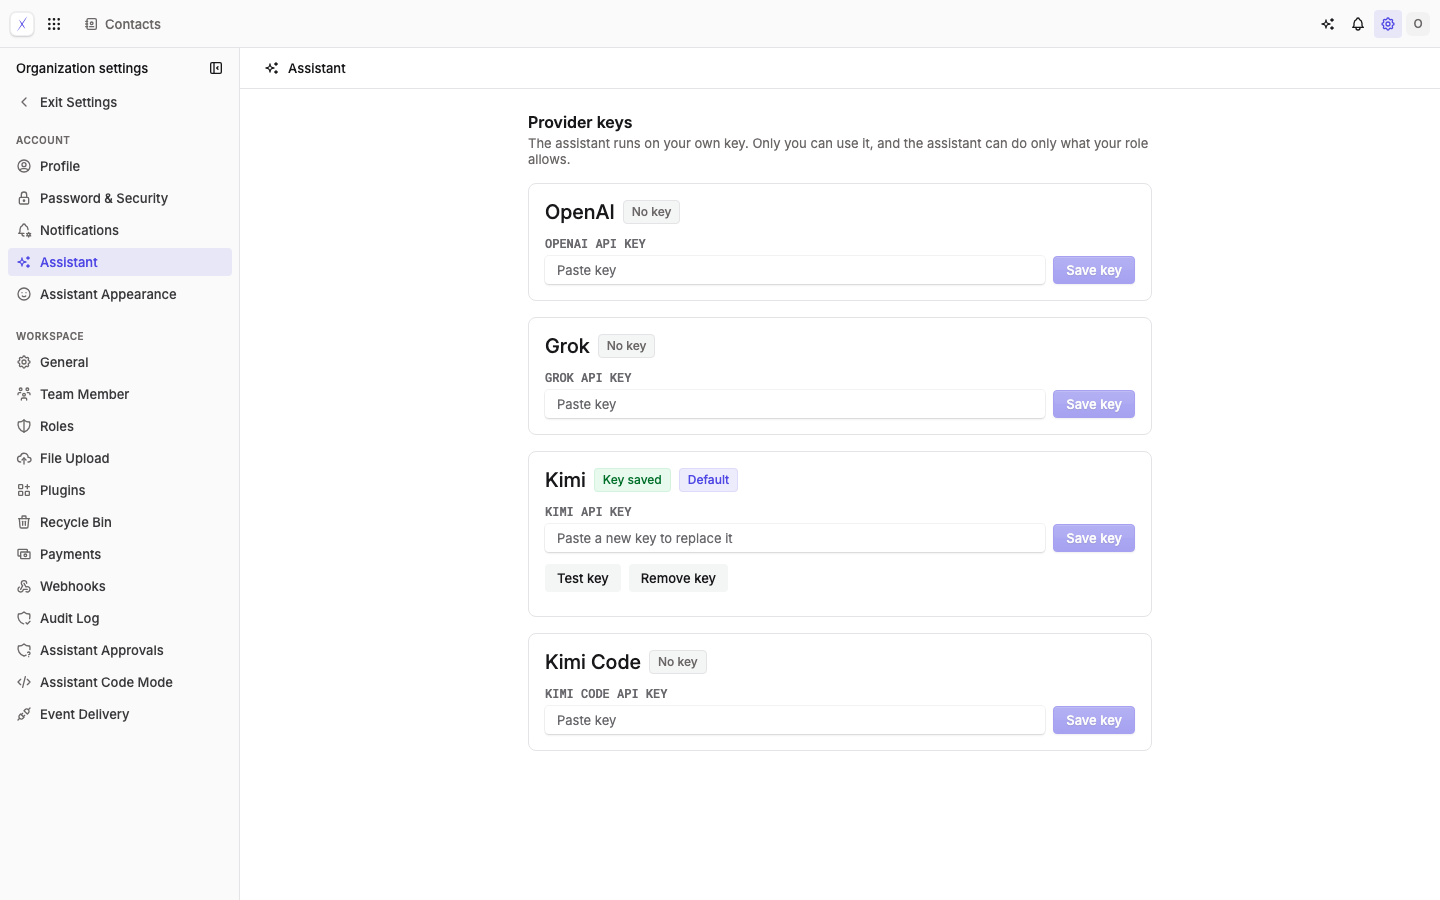 Contacts
O
Organization settings
Assistant
Exit Settings
ACCOUNT
Profile
Password & Security
Notifications
Assistant
Assistant Appearance
WORKSPACE
General
Team Member
Roles
File Upload
Plugins
Recycle Bin
Payments
Webhooks
Audit Log
Assistant Approvals
Assistant Code Mode
Event Delivery
Provider keys
The assistant runs on your own key. Only you can use it, and the assistant can do only what your role
allows.
OpenAI No key
OPENAI API KEY
Paste key Save key
Grok No key
GROK API KEY
Paste key Save key
Kimi Key saved Default
KIMI API KEY
Paste a new key to replace it Save key
Test key Remove key
Kimi Code No key
KIMI CODE API KEY
Paste key Save key